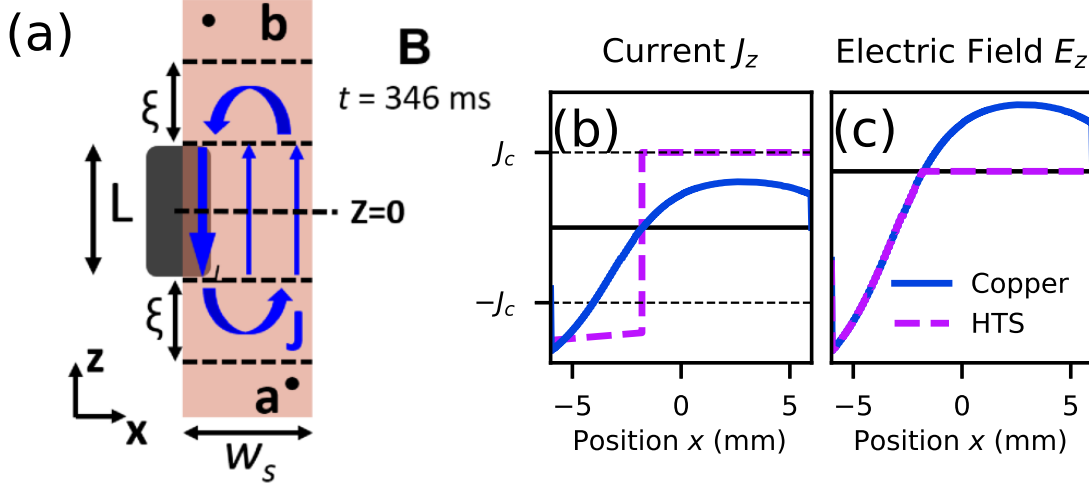 (a)
b
B
t = 346 ms
ξ
L
z=0
ξ
J
z
x
a
w_s
Current J_z
Electric Field E_z
(b)
(c)
J_c
−J_c
Copper
HTS
−5 0 5
−5 0 5
Position x (mm)
Position x (mm)